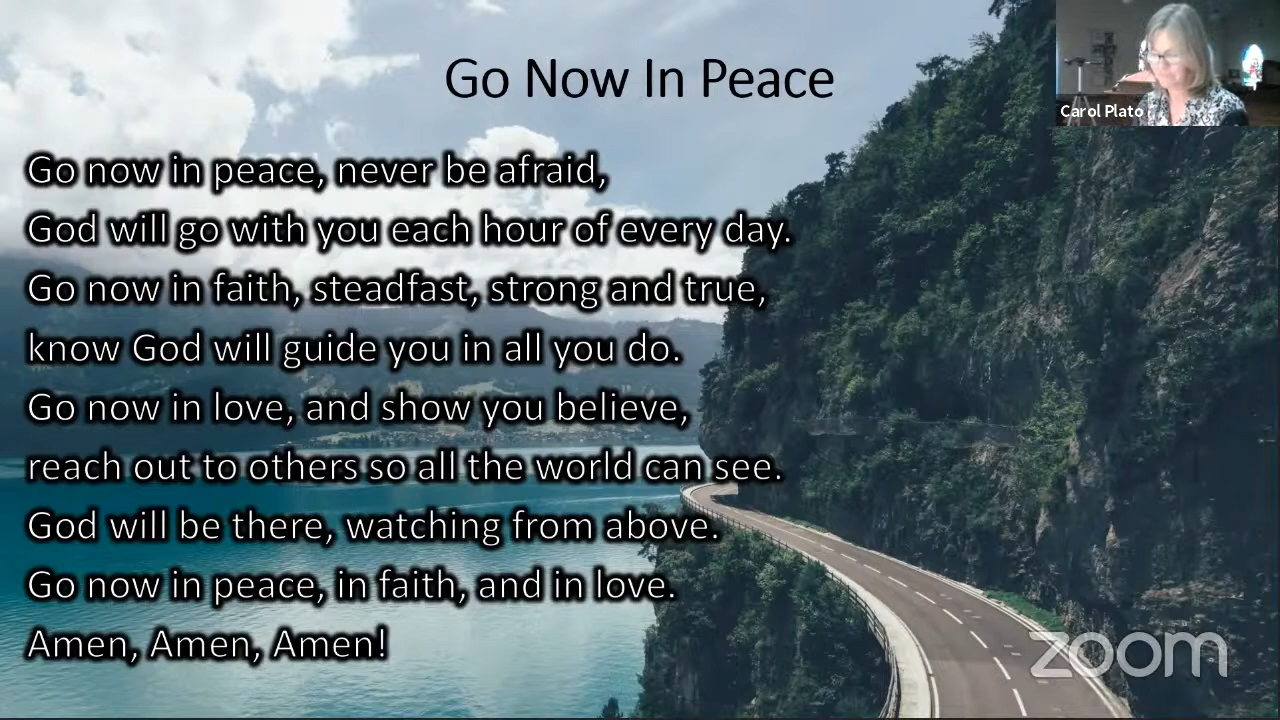 Go Now In Peace
Carol Plato
Go now in peace, never be afraid,
God will go with you each hour of every day.
Go now in faith, steadfast, strong and true,
know God will guide you in all you do.
Go now in love, and show you believe,
reach out to others so all the world can see.
God will be there, watching from above.
Go now in peace, in faith, and in love.
Amen, Amen, Amen!
zoom